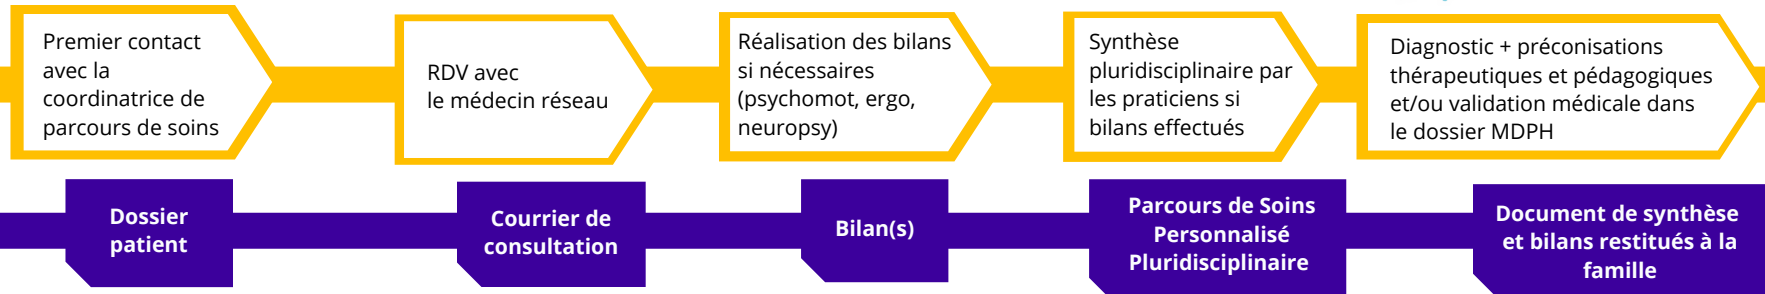 Premier contact
avec la
coordinatrice de
parcours de soins
RDV avec
le médecin réseau
Réalisation des bilans
si nécessaires
(psychomot, ergo,
neuropsy)
Synthèse
pluridisciplinaire par
les praticiens si
bilans effectués
Diagnostic + préconisations
thérapeutiques et pédagogiques
et/ou validation médicale dans
le dossier MDPH
Dossier
patient
Courrier de
consultation
Bilan(s)
Parcours de Soins
Personnalisé
Pluridisciplinaire
Document de synthèse
et bilans restitués à la
famille